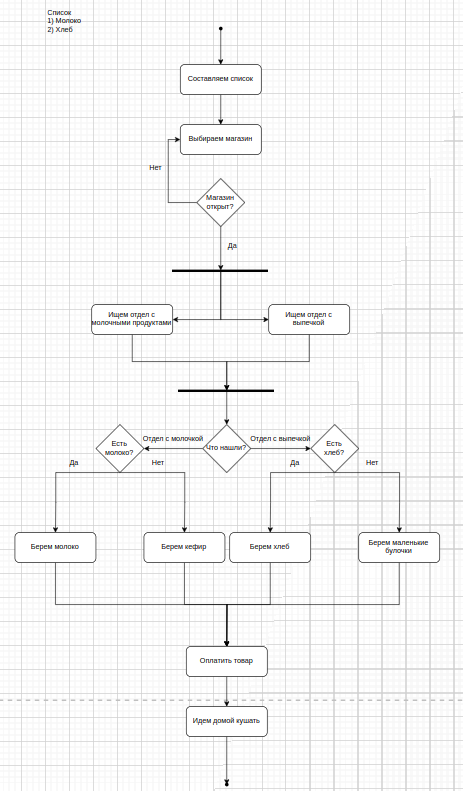 Список
1) Молоко
2) Хлеб
Составляем список
Выбираем магазин
Нет
Магазин
открыт?
Да
Ищем отдел с
молочными продуктами
Ищем отдел с
выпечкой
Есть
молоко?
Отдел с молочкой
Что нашли?
Отдел с выпечкой
Есть
хлеб?
Да
Нет
Да
Нет
Берем молоко
Берем кефир
Берем хлеб
Берем маленькие
булочки
Оплатить товар
Идем домой кушать